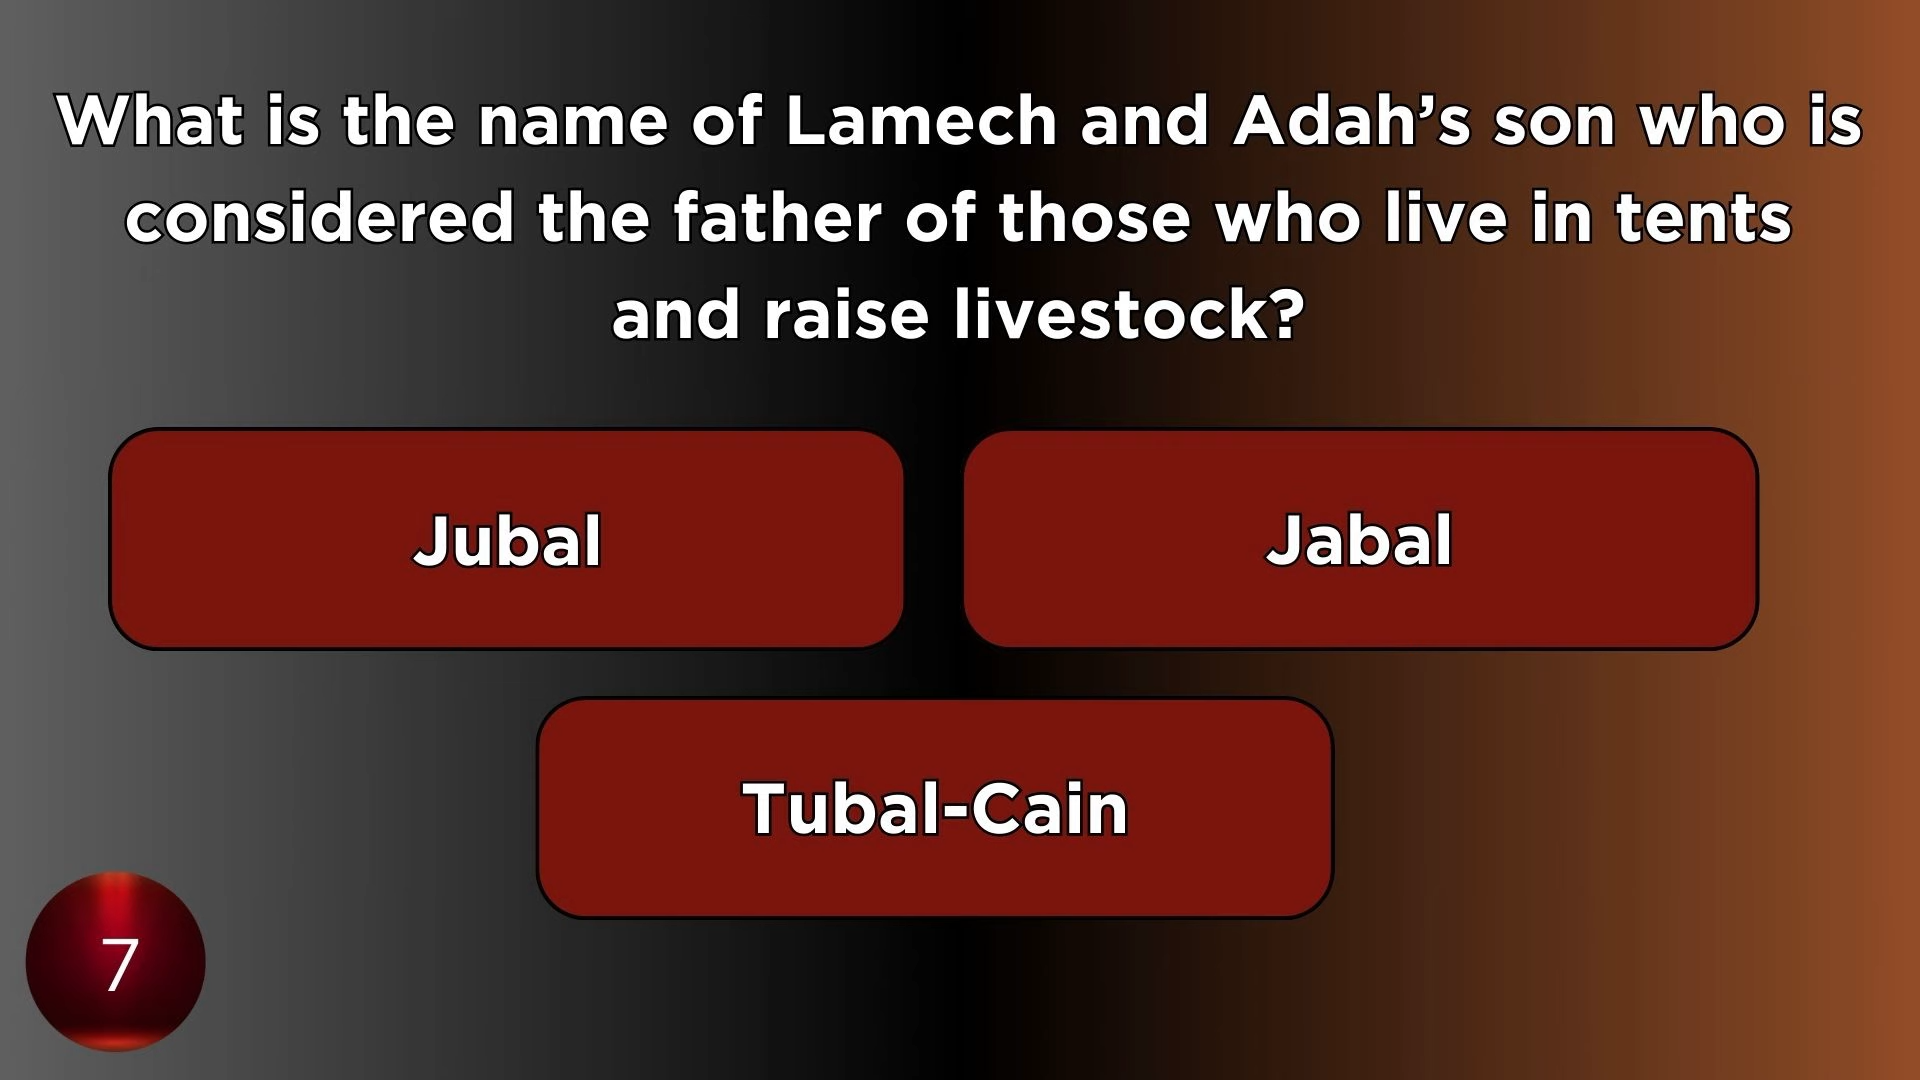 What is the name of Lamech and Adah’s son who is
considered the father of those who live in tents
and raise livestock?
Jubal
Jabal
Tubal-Cain
7